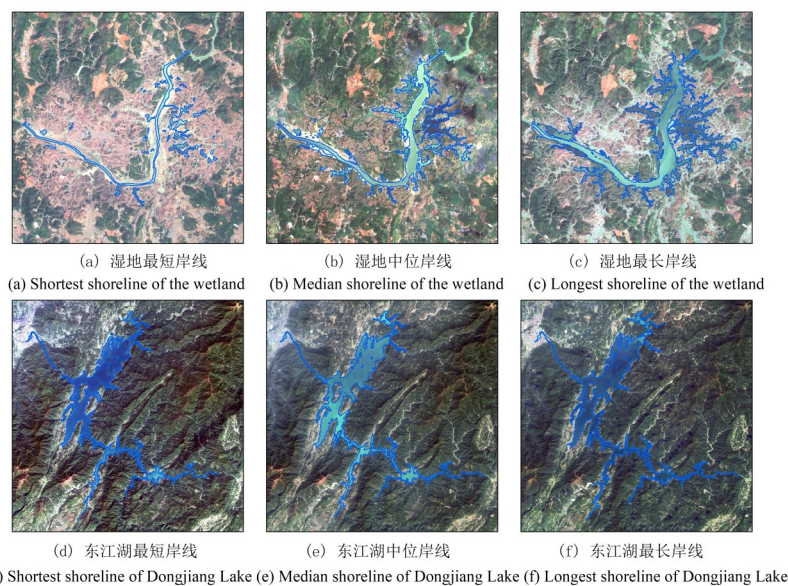 (a) 湿地最短岸线 (b) 湿地中位岸线 (c) 湿地最长岸线
(a) Shortest shoreline of the wetland (b) Median shoreline of the wetland (c) Longest shoreline of the wetland
(d) 东江湖最短岸线 (e) 东江湖中位岸线 (f) 东江湖最长岸线
) Shortest shoreline of Dongjiang Lake (e) Median shoreline of Dongjiang Lake (f) Longest shoreline of Dongjiang Lake